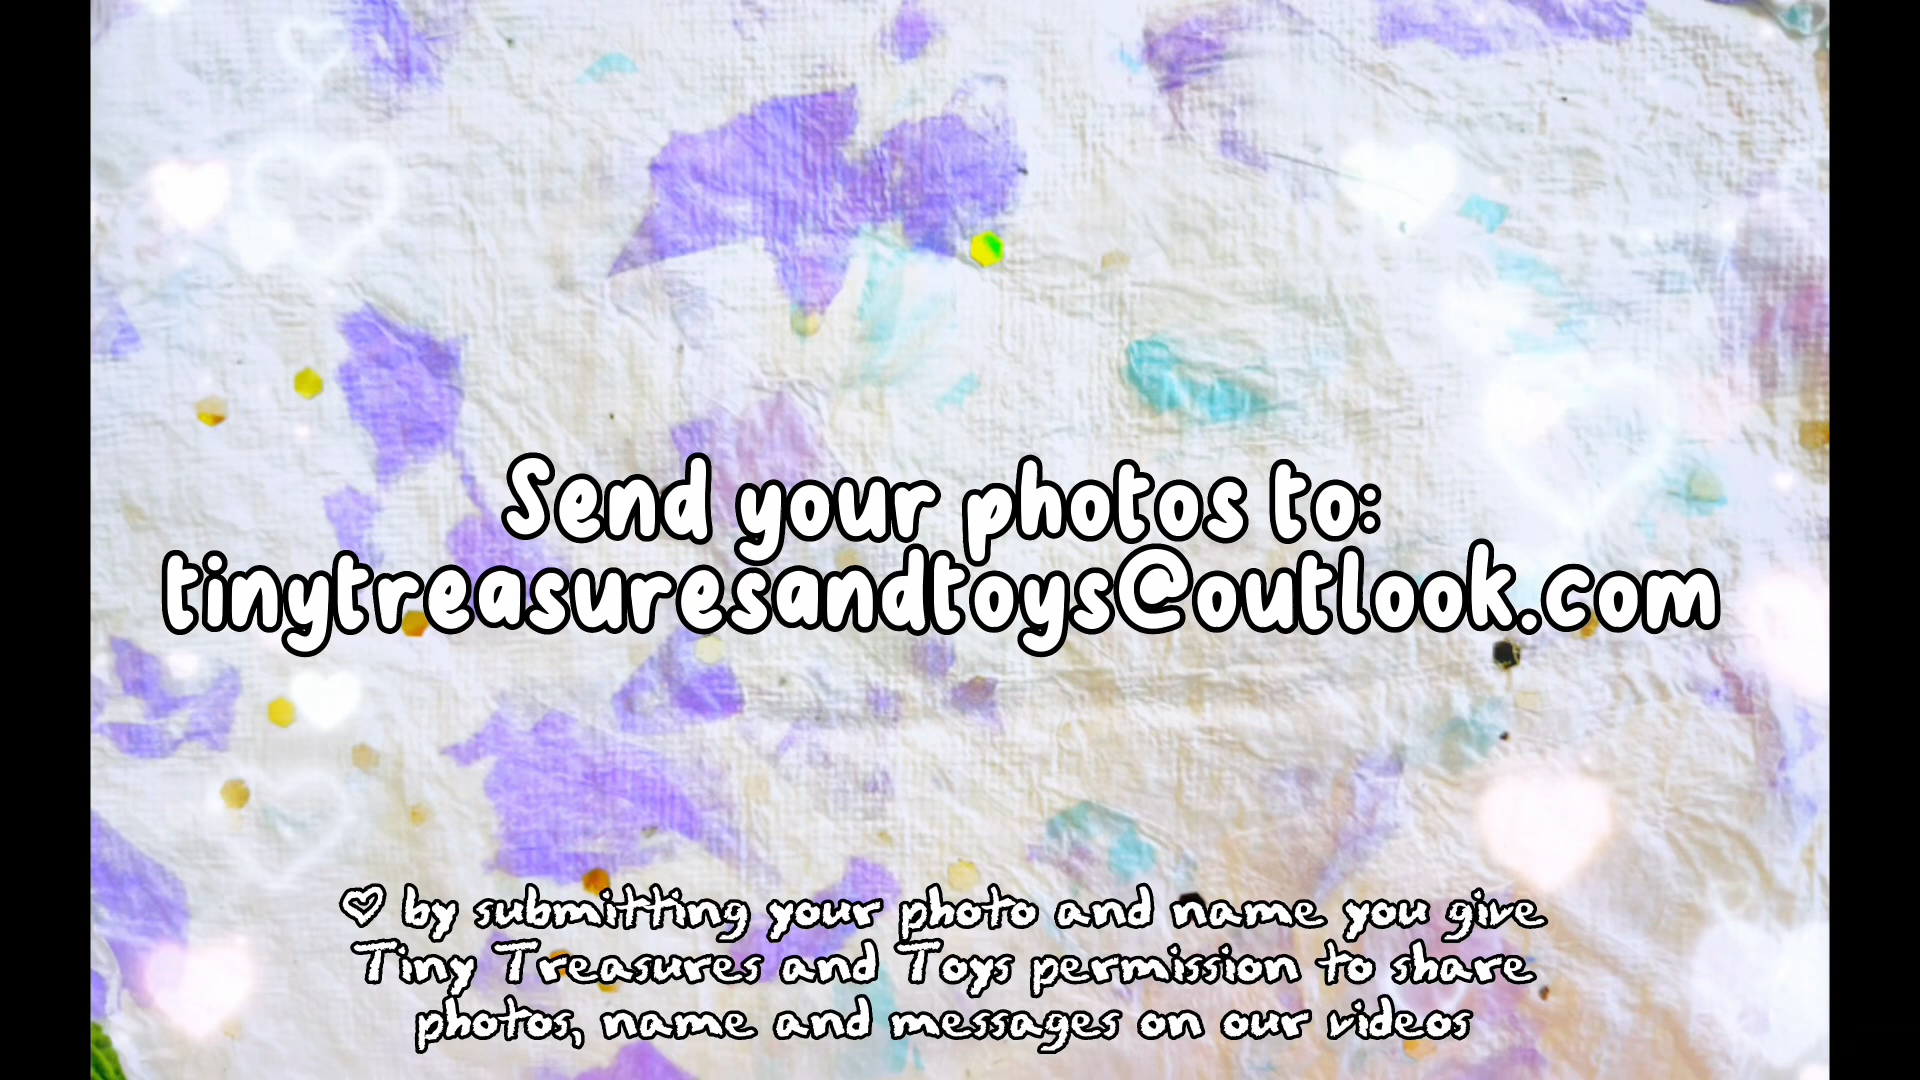 Send your photos to:
tinytreasuresandtoys@outlook.com
♡ by submitting your photo and name you give
Tiny Treasures and Toys permission to share
photos, name and messages on our videos